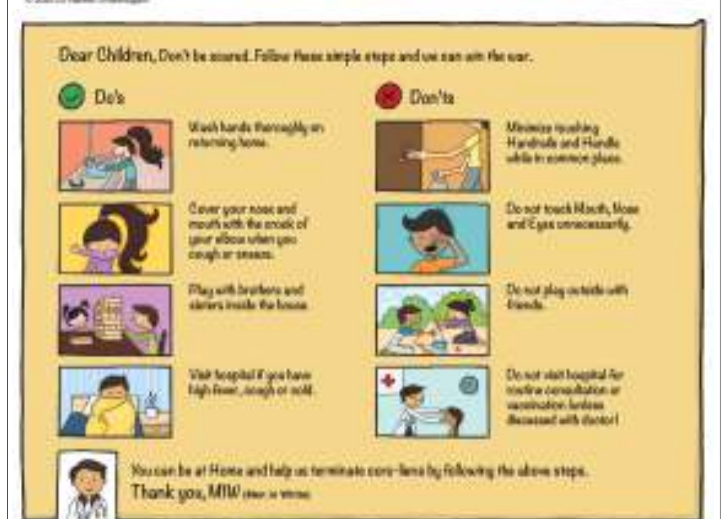 Dear Children, Don't be scared. Follow these simple steps and we can win the war.
Do's
Don'ts
Wash hands thoroughly on
returning home.
Minimize touching
Handrails and Handle
while in common place.
Cover your nose and
mouth with the crook of
your elbow when you
cough or sneeze.
Do not touch Mouth, Nose
and Eyes unnecessarily.
Play with brothers and
sisters inside the house.
Do not play outside with
friends.
Visit hospital if you have
high fever, cough or cold.
Do not visit hospital for
routine consultation or
vaccination (unless
discussed with doctor)
You can be at Home and help us terminate coro-liens by following the above steps.
Thank you, MIW (Men in White)